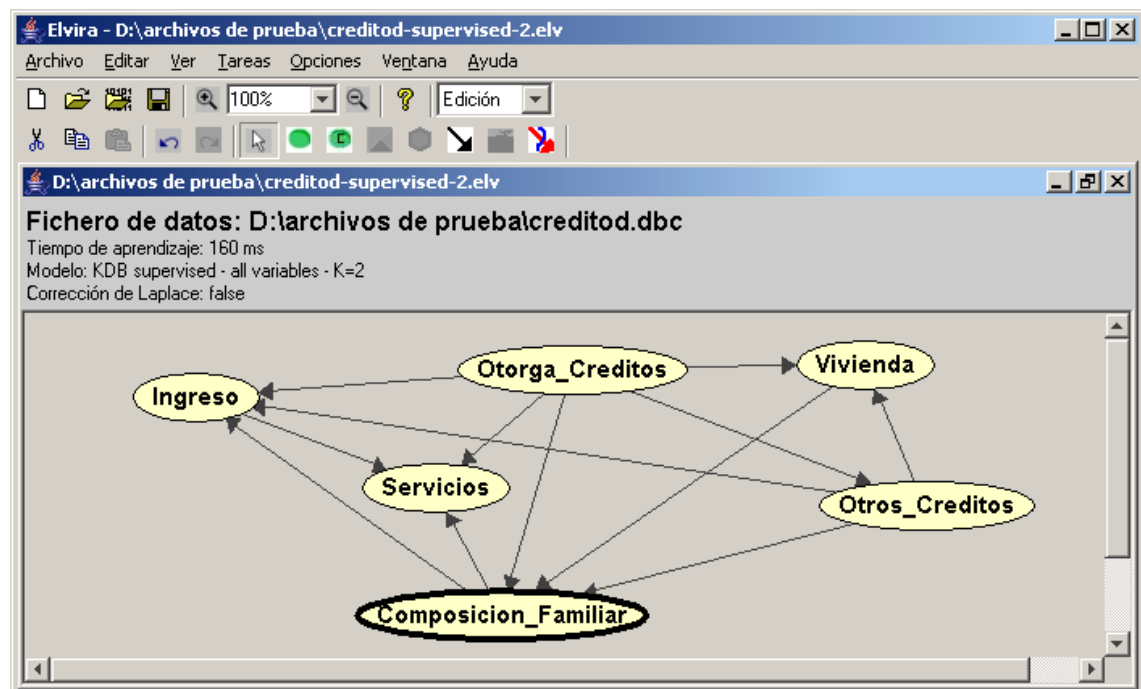 Elvira - D:\archivos de prueba\creditod-supervised-2.elv
Archivo Editar Ver Tareas Opciones Ventana Ayuda
100% Edición
D:\archivos de prueba\creditod-supervised-2.elv
Fichero de datos: D:\archivos de prueba\creditod.dbc
Tiempo de aprendizaje: 160 ms
Modelo: KDB supervised - all variables - K=2
Corrección de Laplace: false
Otorga_Creditos
Vivienda
Ingreso
Servicios
Otros_Creditos
Composicion_Familiar